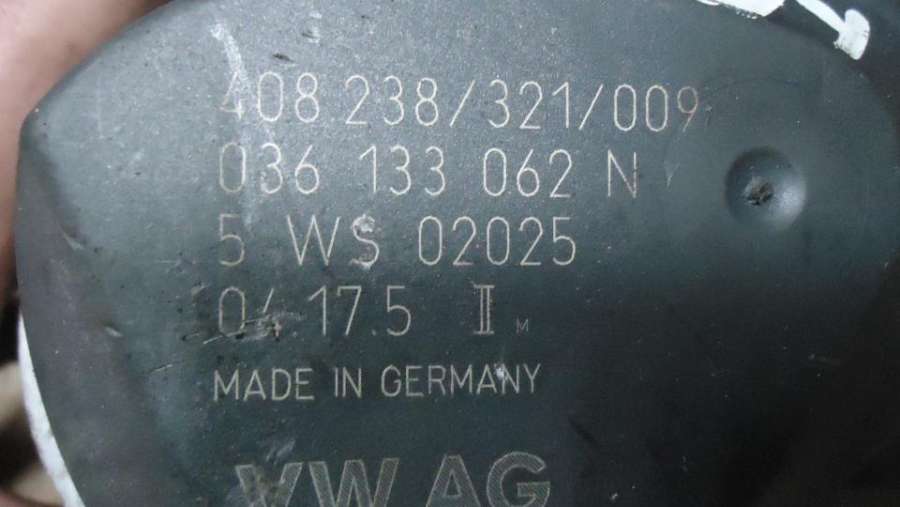 408.238/321/009
036 133 062 N
5 WS 02025
04.17.5 II M
MADE IN GERMANY
VW AG